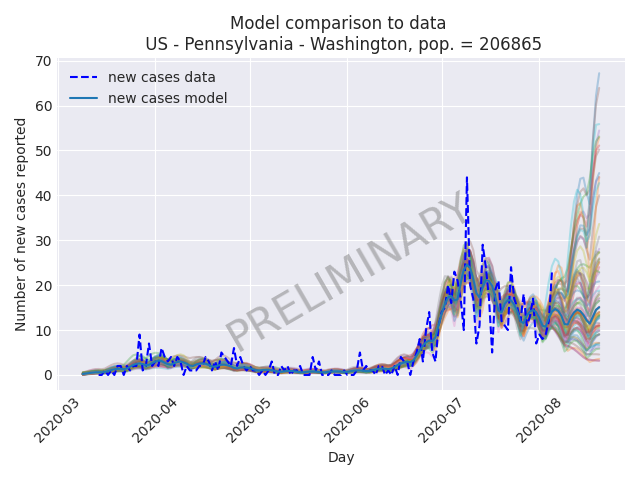 Model comparison to data
US - Pennsylvania - Washington, pop. = 206865
70
60
50
40
30
20
10
0
Number of new cases reported
new cases data
new cases model
PRELIMINARY
2020-03
2020-04
2020-05
2020-06
2020-07
2020-08
Day